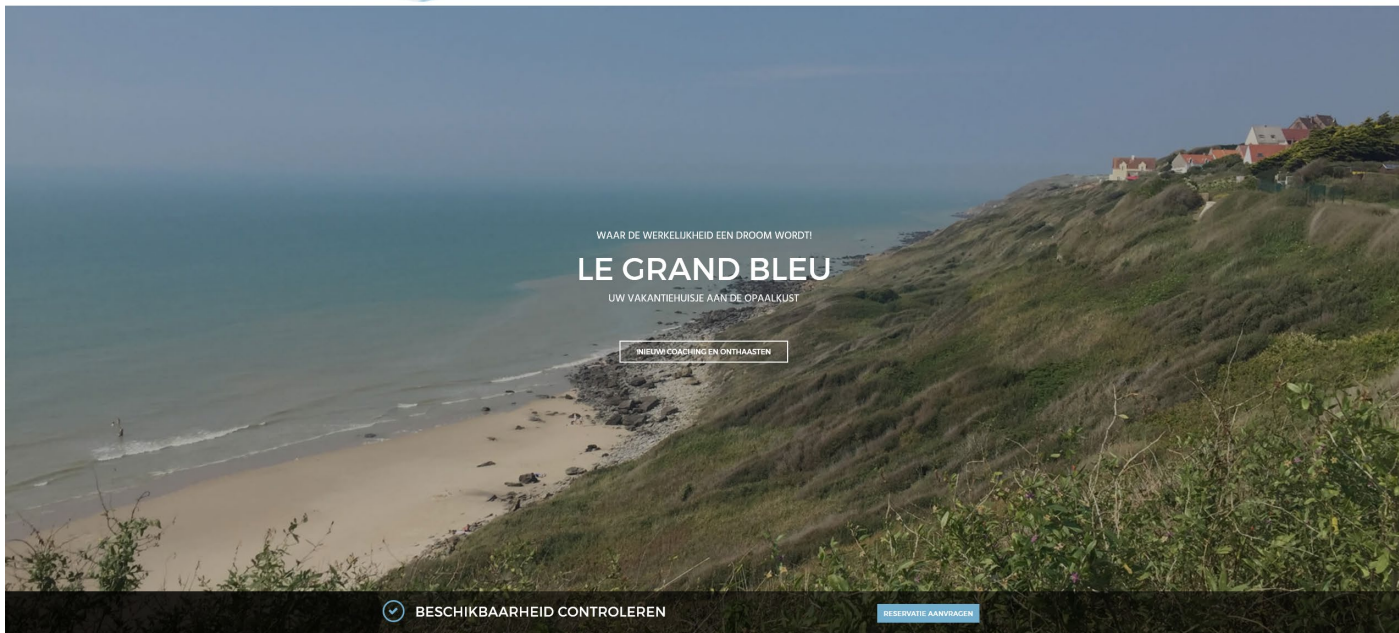 WAAR DE WERKELIJKHEID EEN DROOM WORDT!
LE GRAND BLEU
UW VAKANTIEHUISJE AAN DE OPAALKUST
!NIEUW! COACHING EN ONTHAASTEN
BESCHIKBAARHEID CONTROLEREN
RESERVATIE AANVRAGEN